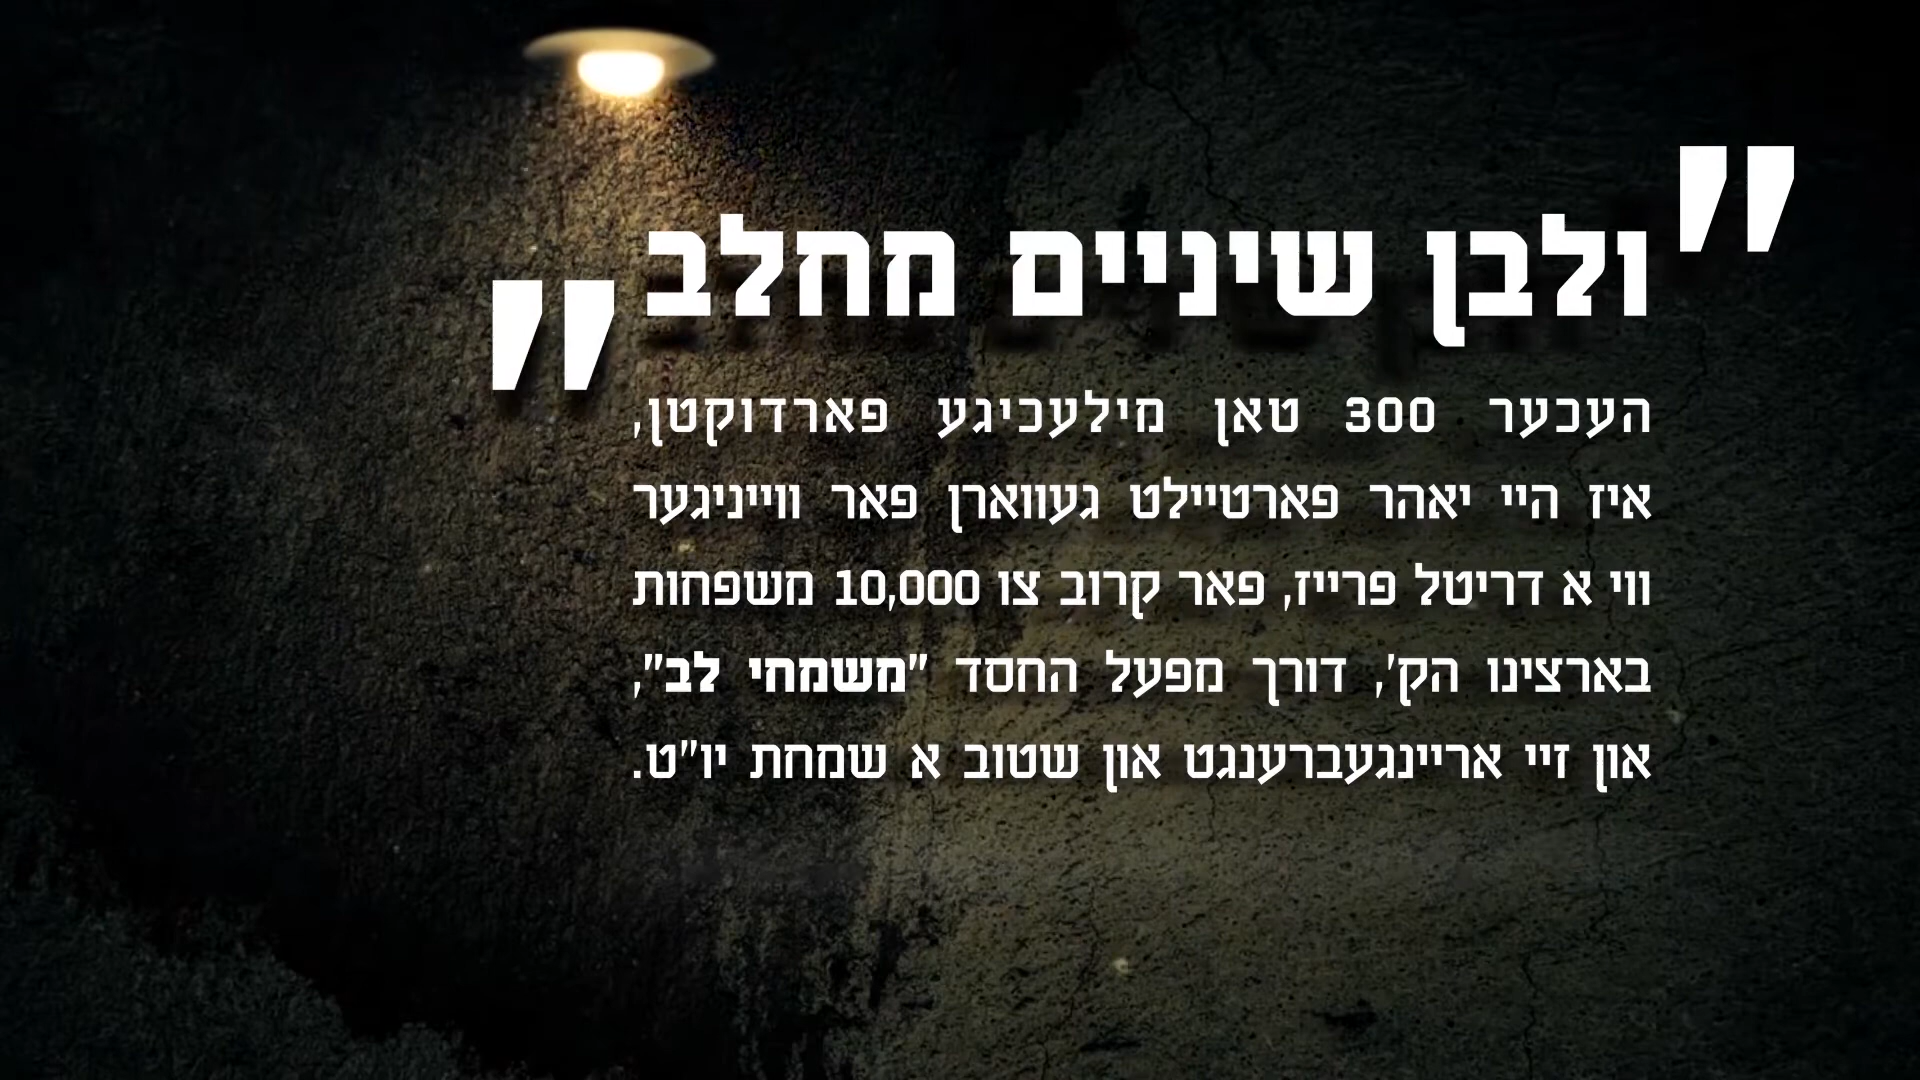 "ולבן שיניים מחלב"
העכער 300 טאן מילעכיגע פארדוקטן,
איז היי יאהר פארטיילט געווארן פאר ווייניגער
ווי א דריטל פרייז, פאר קרוב צו 10,000 משפחות
בארצינו הק', דורך מפעל החסד "משמחי לב",
און זיי אריינגעברענגט און שטוב א שמחת יו"ט.